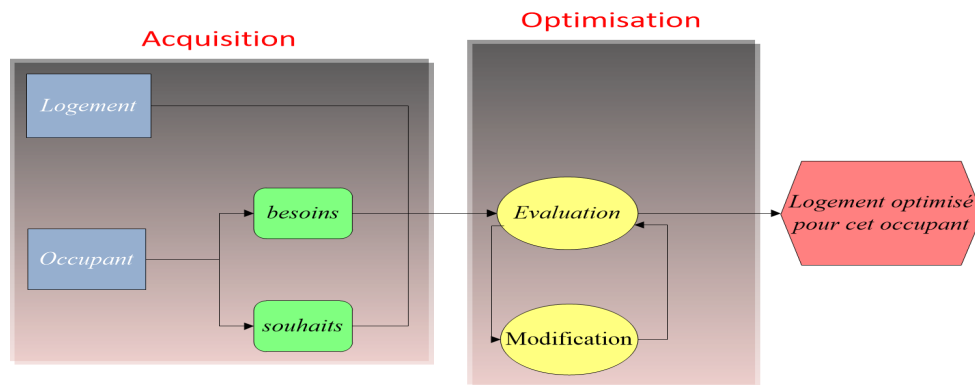 Acquisition
Optimisation
Logement
Occupant
besoins
souhaits
Evaluation
Modification
Logement optimisé
pour cet occupant